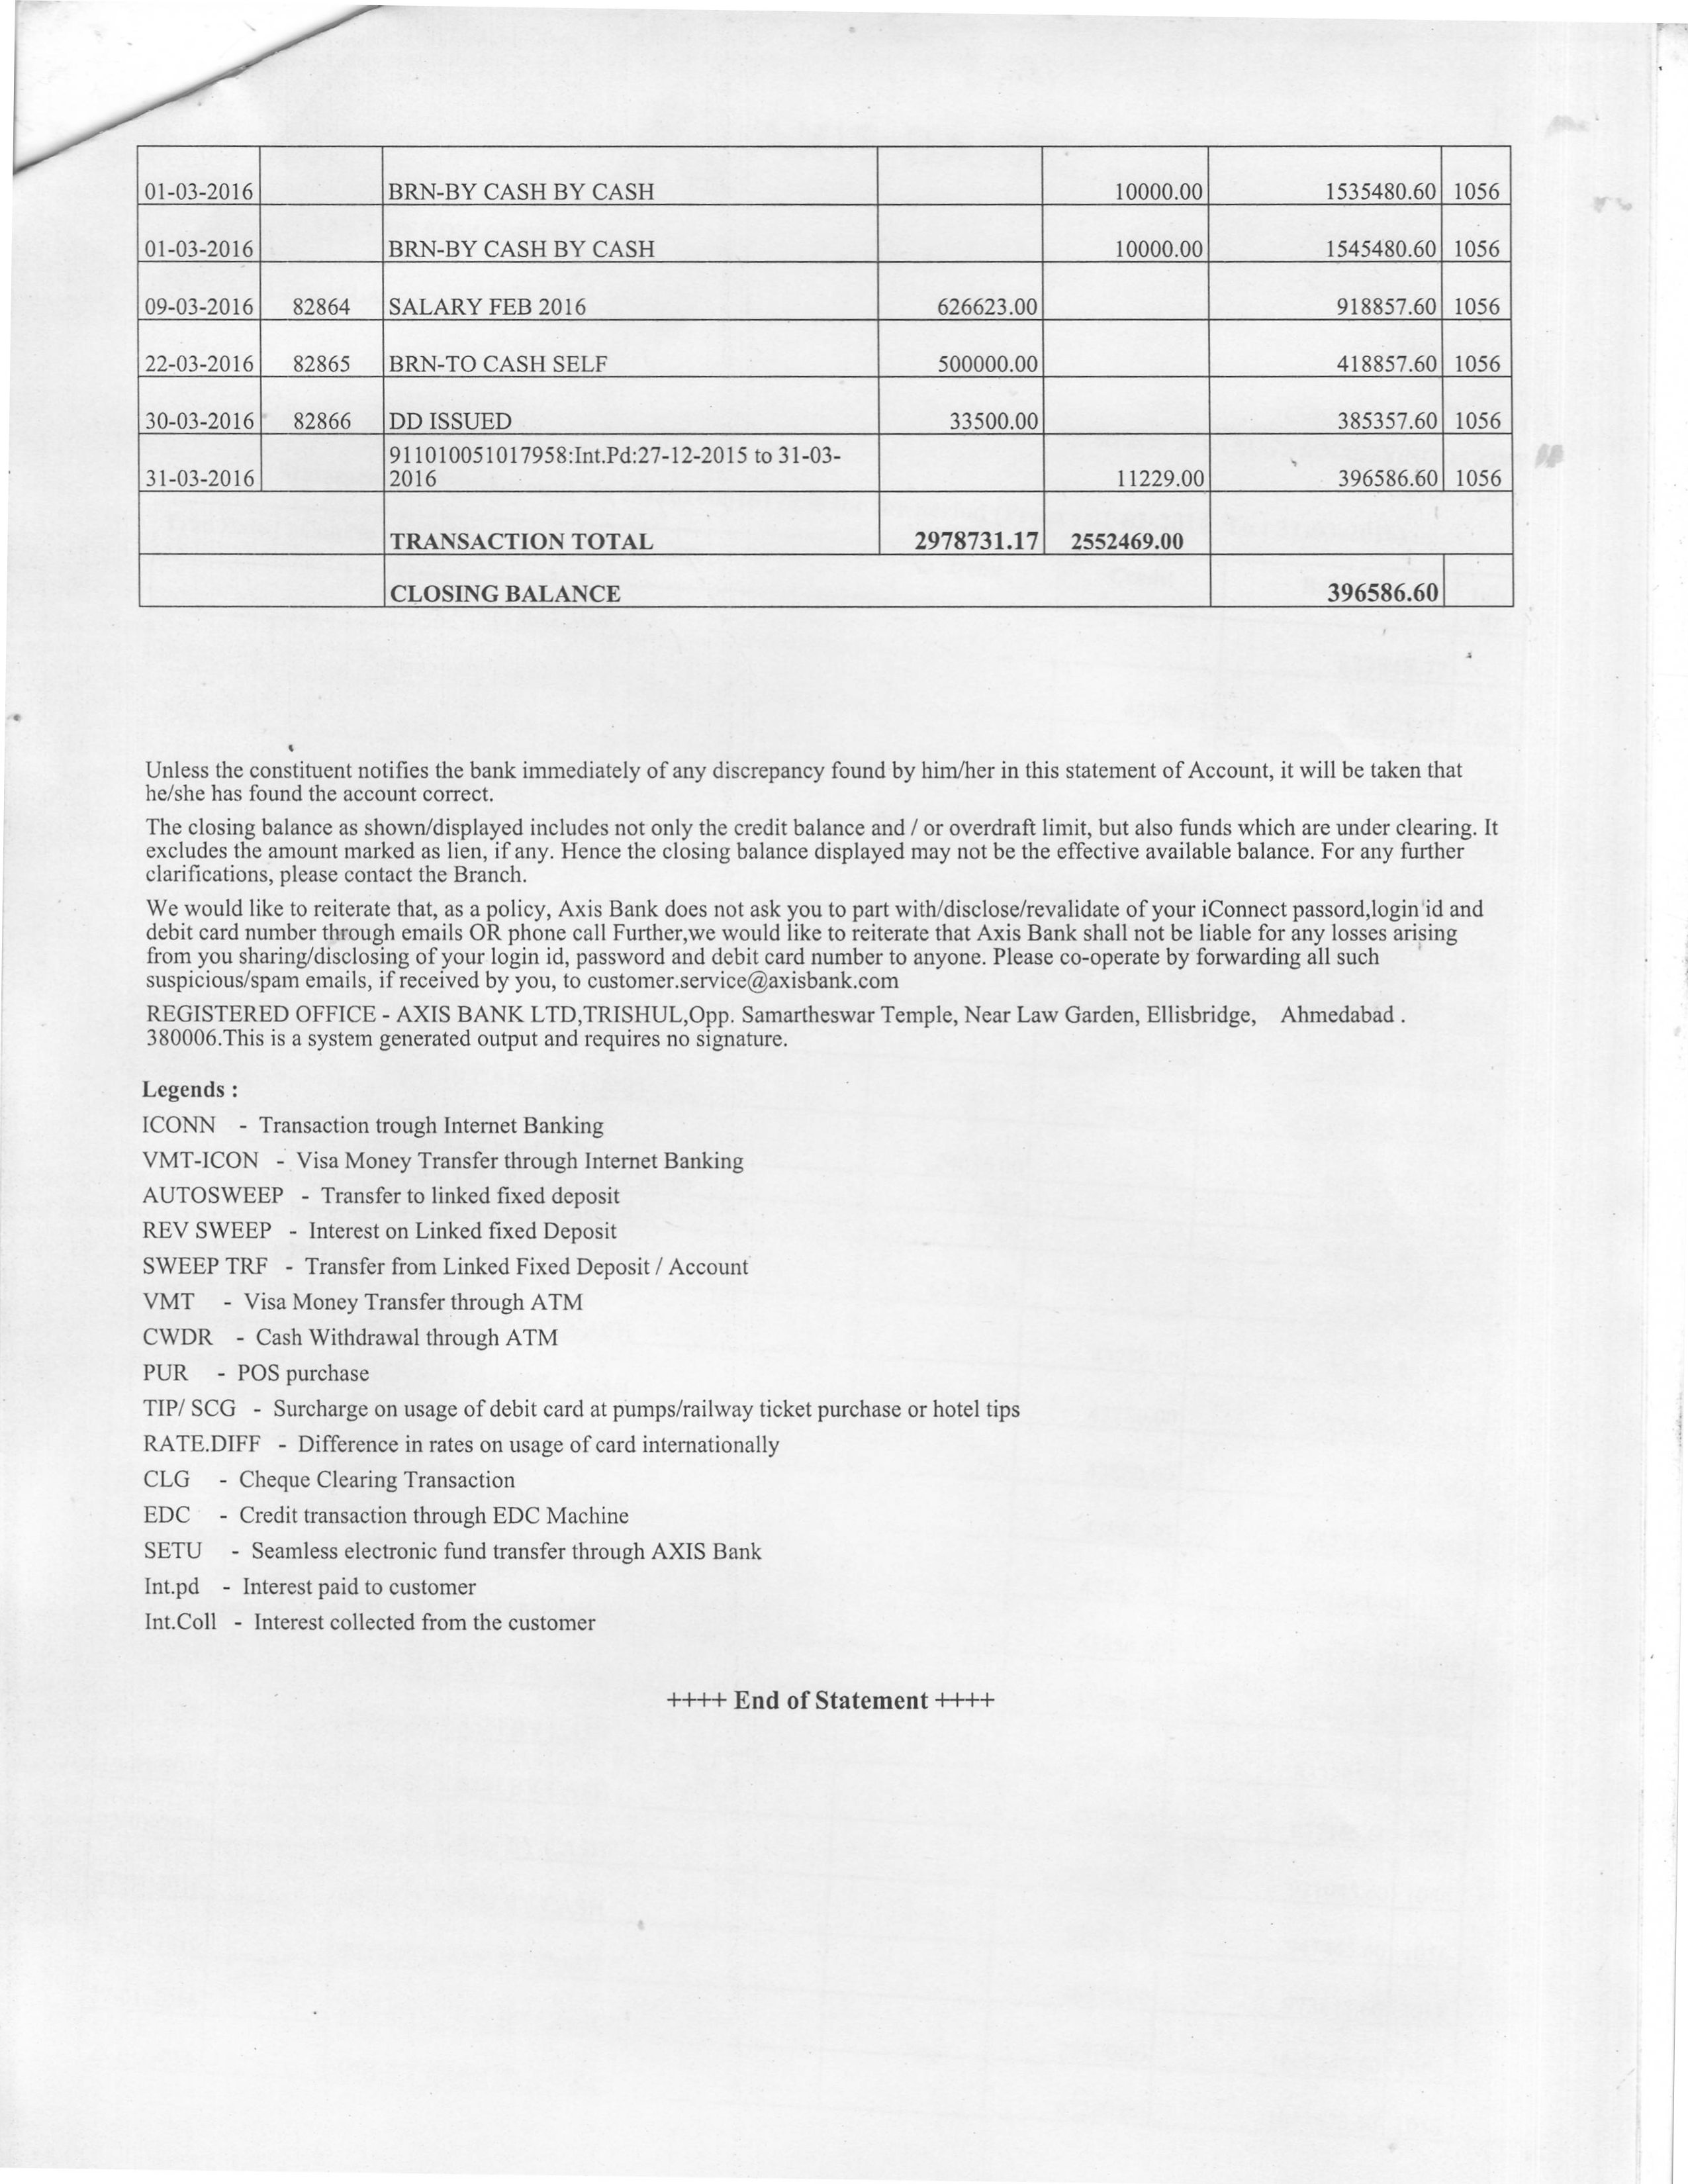 01-03-2016 BRN-BY CASH BY CASH 10000.00 1535480.60 1056
01-03-2016 BRN-BY CASH BY CASH 10000.00 1545480.60 1056
09-03-2016 82864 SALARY FEB 2016 626623.00 918857.60 1056
22-03-2016 82865 BRN-TO CASH SELF 500000.00 418857.60 1056
30-03-2016 82866 DD ISSUED 33500.00 385357.60 1056
911010051017958:Int.Pd:27-12-2015 to 31-03-
31-03-2016 2016 11229.00 396586.60 1056
TRANSACTION TOTAL 2978731.17 2552469.00
CLOSING BALANCE 396586.60
Unless the constituent notifies the bank immediately of any discrepancy found by him/her in this statement of Account, it will be taken that
he/she has found the account correct.
The closing balance as shown/displayed includes not only the credit balance and / or overdraft limit, but also funds which are under clearing. It
excludes the amount marked as lien, if any. Hence the closing balance displayed may not be the effective available balance. For any further
clarifications, please contact the Branch.
We would like to reiterate that, as a policy, Axis Bank does not ask you to part with/disclose/revalidate of your iConnect passord,login id and
debit card number through emails OR phone call Further,we would like to reiterate that Axis Bank shall not be liable for any losses arising
from you sharing/disclosing of your login id, password and debit card number to anyone. Please co-operate by forwarding all such
suspicious/spam emails, if received by you, to customer.service@axisbank.com
REGISTERED OFFICE - AXIS BANK LTD,TRISHUL,Opp. Samartheswar Temple, Near Law Garden, Ellisbridge, Ahmedabad .
380006.This is a system generated output and requires no signature.
Legends :
ICONN - Transaction trough Internet Banking
VMT-ICON - Visa Money Transfer through Internet Banking
AUTOSWEEP - Transfer to linked fixed deposit
REV SWEEP - Interest on Linked fixed Deposit
SWEEP TRF - Transfer from Linked Fixed Deposit / Account
VMT - Visa Money Transfer through ATM
CWDR - Cash Withdrawal through ATM
PUR - POS purchase
TIP/ SCG - Surcharge on usage of debit card at pumps/railway ticket purchase or hotel tips
RATE.DIFF - Difference in rates on usage of card internationally
CLG - Cheque Clearing Transaction
EDC - Credit transaction through EDC Machine
SETU - Seamless electronic fund transfer through AXIS Bank
Int.pd - Interest paid to customer
Int.Coll - Interest collected from the customer
++++ End of Statement ++++